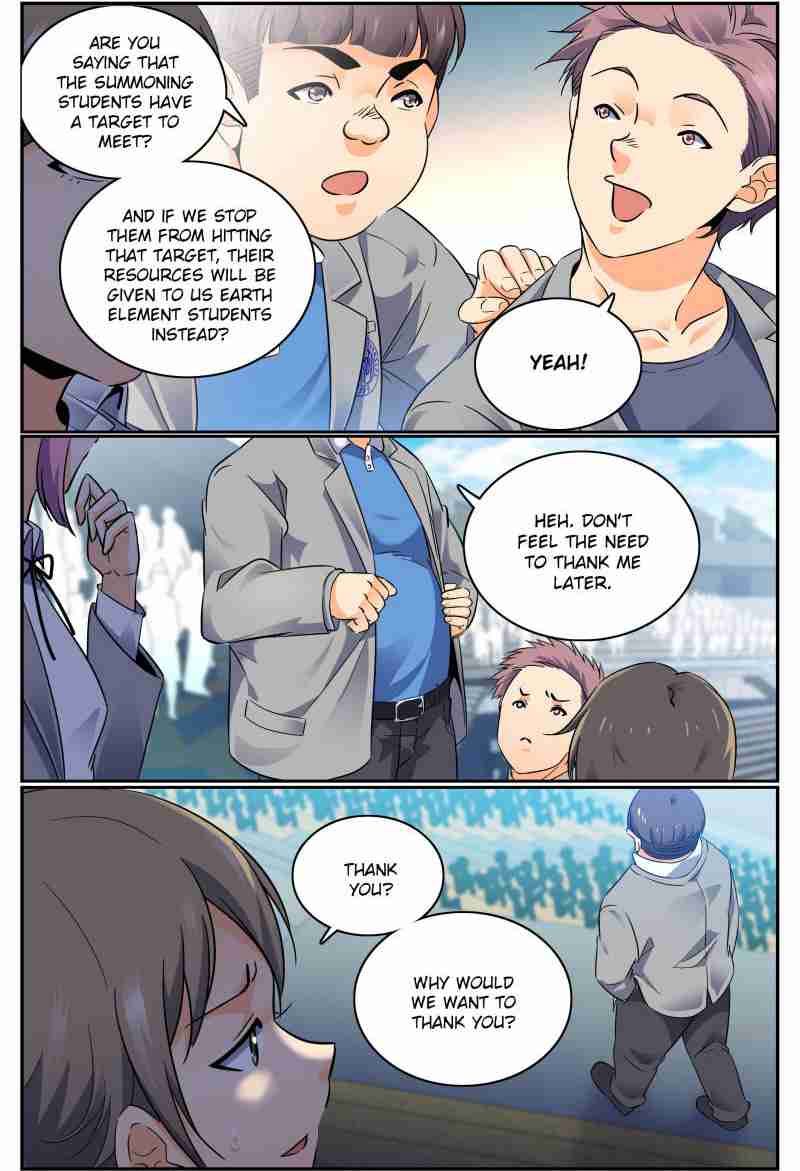 ARE YOU
SAYING THAT
THE SUMMONING
STUDENTS HAVE
A TARGET TO
MEET?
AND IF WE STOP
THEM FROM HITTING
THAT TARGET, THEIR
RESOURCES WILL BE
GIVEN TO US EARTH
ELEMENT STUDENTS
INSTEAD?
YEAH!
HEH. DON'T
FEEL THE NEED
TO THANK ME
LATER.
THANK
YOU?
WHY WOULD
WE WANT TO
THANK YOU?